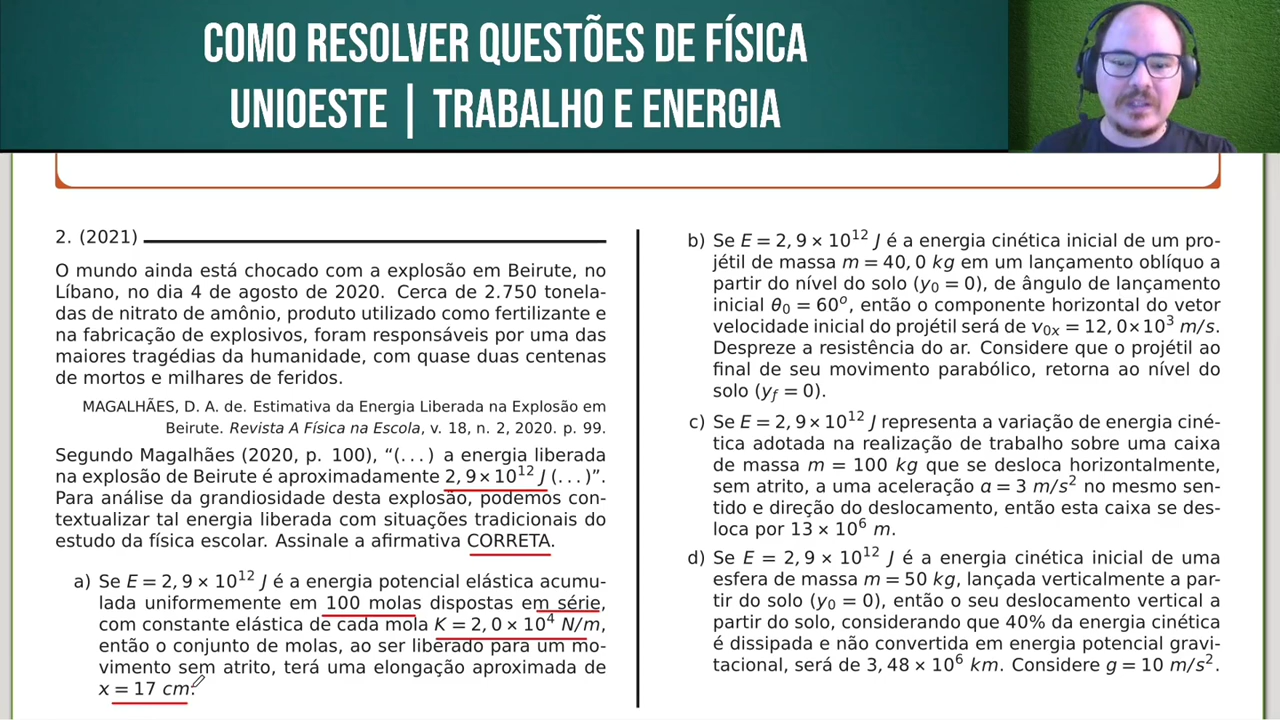 COMO RESOLVER QUESTÕES DE FÍSICA
UNIOESTE | TRABALHO E ENERGIA
2. (2021)
O mundo ainda está chocado com a explosão em Beirute, no
Líbano, no dia 4 de agosto de 2020. Cerca de 2.750 tonela-
das de nitrato de amônio, produto utilizado como fertilizante e
na fabricação de explosivos, foram responsáveis por uma das
maiores tragédias da humanidade, com quase duas centenas
de mortos e milhares de feridos.
MAGALHÃES, D. A. de. Estimativa da Energia Liberada na Explosão em
Beirute. Revista A Física na Escola, v. 18, n. 2, 2020. p. 99.
Segundo Magalhães (2020, p. 100), “(...) a energia liberada
na explosão de Beirute é aproximadamente 2, 9 × 10¹² J (...)”.
Para análise da grandiosidade desta explosão, podemos con-
textualizar tal energia liberada com situações tradicionais do
estudo da física escolar. Assinale a afirmativa CORRETA.
a) Se E = 2, 9 × 10¹² J é a energia potencial elástica acumu-
lada uniformemente em 100 molas dispostas em série,
com constante elástica de cada mola K = 2, 0 × 10⁴ N/m,
então o conjunto de molas, ao ser liberado para um mo-
vimento sem atrito, terá uma elongação aproximada de
x = 17 cm.
b) Se E = 2, 9 × 10¹² J é a energia cinética inicial de um pro-
jétil de massa m = 40, 0 kg em um lançamento oblíquo a
partir do nível do solo (y₀ = 0), de ângulo de lançamento
inicial θ₀ = 60º, então o componente horizontal do vetor
velocidade inicial do projétil será de v₀ₓ = 12, 0×10³ m/s.
Despreze a resistência do ar. Considere que o projétil ao
final de seu movimento parabólico, retorna ao nível do
solo (y_f = 0).
c) Se E = 2, 9×10¹² J representa a variação de energia ciné-
tica adotada na realização de trabalho sobre uma caixa
de massa m = 100 kg que se desloca horizontalmente,
sem atrito, a uma aceleração a = 3 m/s² no mesmo sen-
tido e direção do deslocamento, então esta caixa se des-
loca por 13 × 10⁶ m.
d) Se E = 2, 9 × 10¹² J é a energia cinética inicial de uma
esfera de massa m = 50 kg, lançada verticalmente a par-
tir do solo (y₀ = 0), então o seu deslocamento vertical a
partir do solo, considerando que 40% da energia cinética
é dissipada e não convertida em energia potencial gravi-
tacional, será de 3, 48 × 10⁶ km. Considere g = 10 m/s².